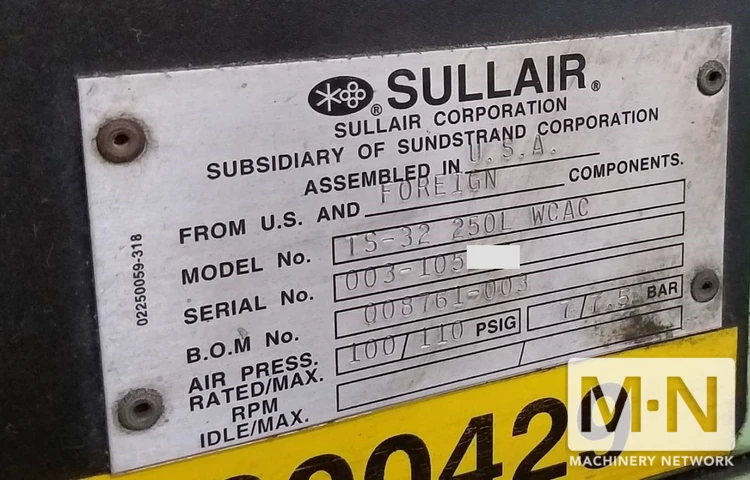 SULLAIR®
SULLAIR CORPORATION
SUBSIDIARY OF SUNDSTRAND CORPORATION
ASSEMBLED IN U.S.A.
FROM U.S. AND FOREIGN COMPONENTS.
MODEL No. TS-32 250L WCAC
SERIAL No. 003-105
B.O.M No. 008761-003
AIR PRESS. RATED/MAX. 100/110 PSIG 7/7.5 BAR
RPM IDLE/MAX. /
02250059-318
M·N
MACHINERY NETWORK